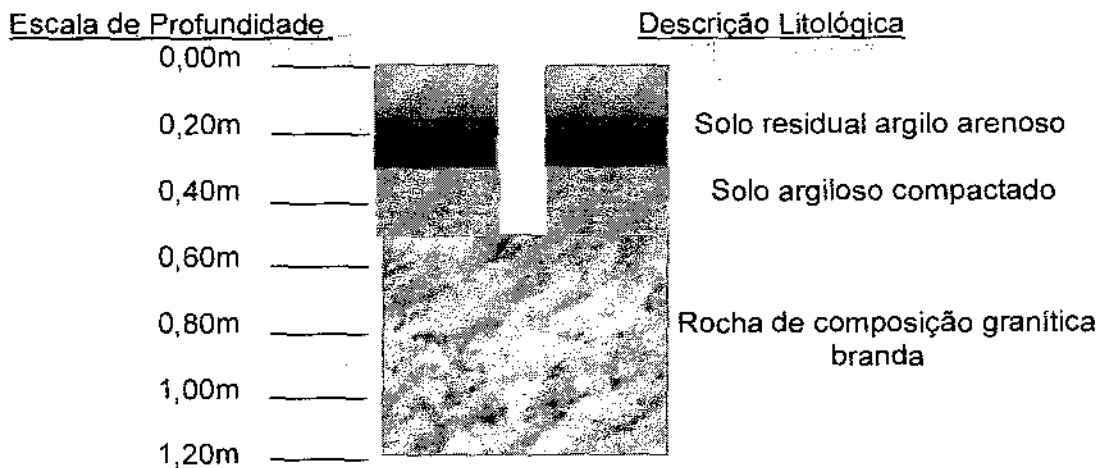 Escala de Profundidade
Descrição Litológica
0,00m
0,20m
Solo residual argilo arenoso
0,40m
Solo argiloso compactado
0,60m
0,80m
Rocha de composição granítica
branda
1,00m
1,20m